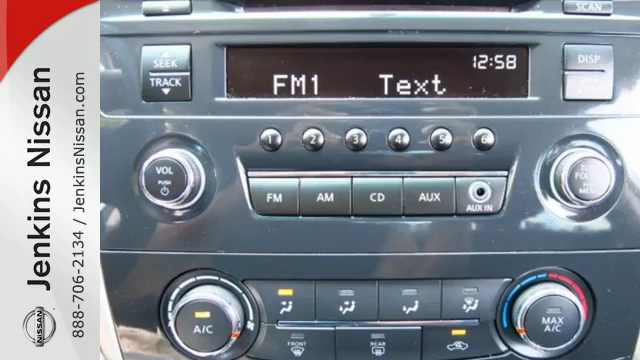 SCAN
SEEK
TRACK
12:58
FM1 Text
DISP
1 2 3 4 5 6
VOL
PUSH
FM AM CD AUX
AUX IN
A/C
MAX
A/C
FRONT
REAR
NISSAN
Jenkins Nissan
888-706-2134 / JenkinsNissan.com